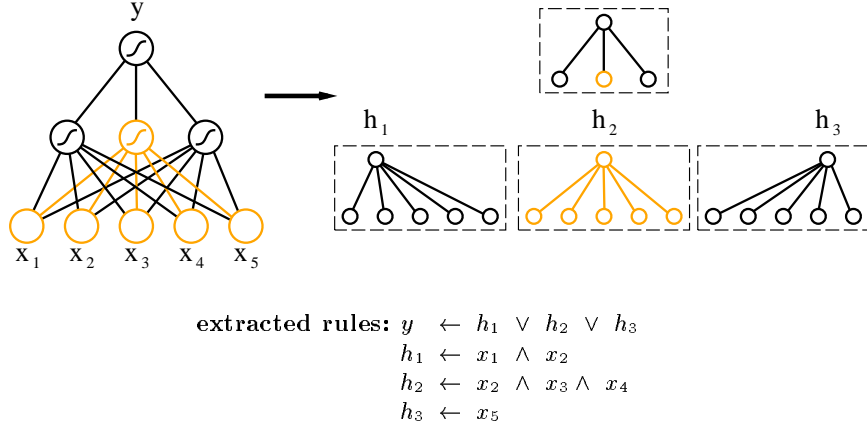 y
h1 h2 h3
x1 x2 x3 x4 x5
extracted rules: y ← h1 ∨ h2 ∨ h3
h1 ← x1 ∧ x2
h2 ← x2 ∧ x3 ∧ x4
h3 ← x5